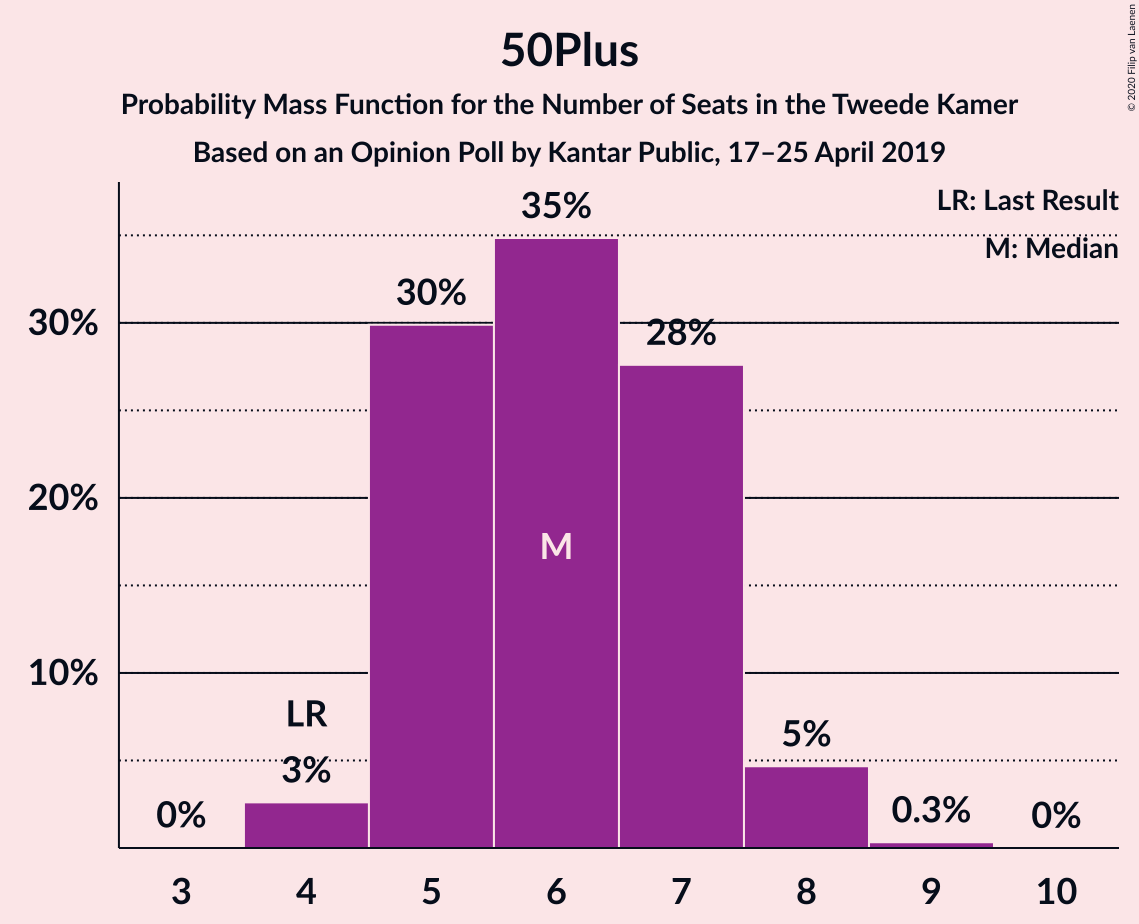 50Plus
Probability Mass Function for the Number of Seats in the Tweede Kamer
Based on an Opinion Poll by Kantar Public, 17–25 April 2019
© 2020 Filip van Laenen
LR: Last Result
M: Median
35%
30%
30%
28%
20%
M
10%
LR
5%
3%
0%
0.3%
0%
3 4 5 6 7 8 9 10